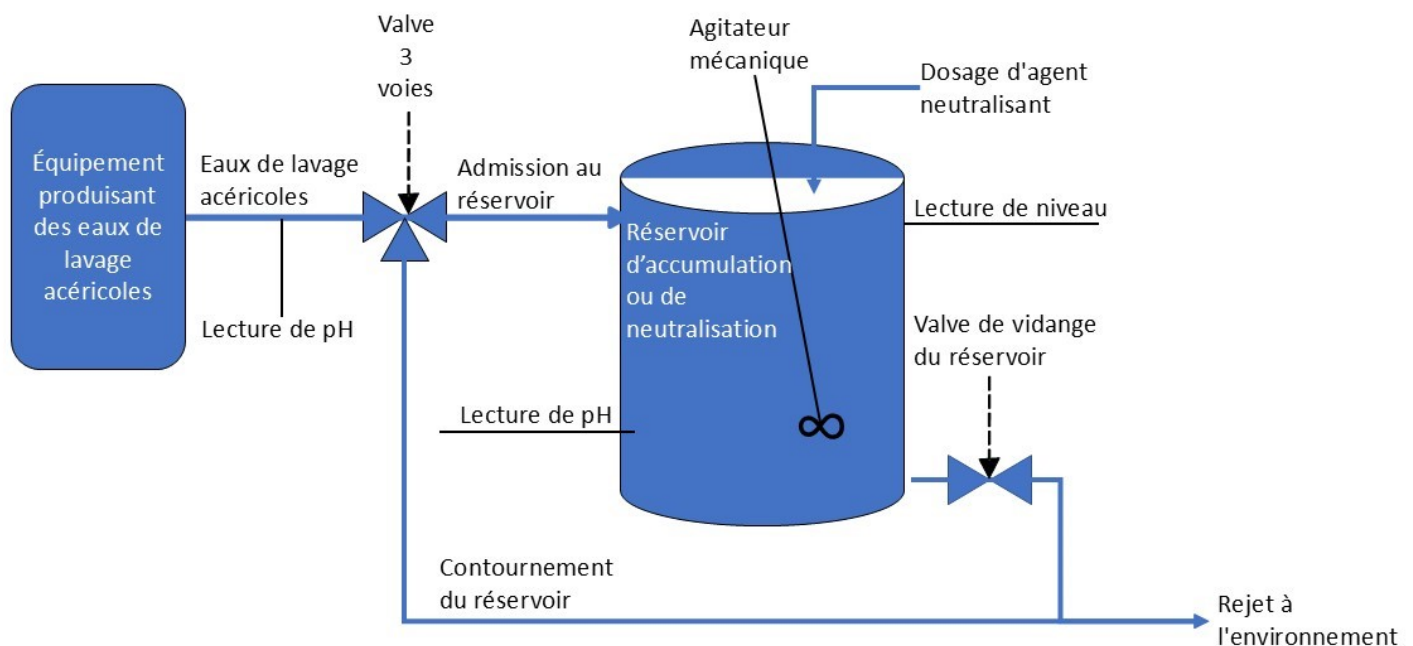 Équipement
produisant
des eaux de
lavage
acéricoles
Eaux de lavage
acéricoles
Lecture de pH
Valve
3
voies
Admission au
réservoir
Agitateur
mécanique
Dosage d'agent
neutralisant
Réservoir
d’accumulation
ou de
neutralisation
Lecture de niveau
Lecture de pH
Valve de vidange
du réservoir
Contournement
du réservoir
Rejet à
l'environnement